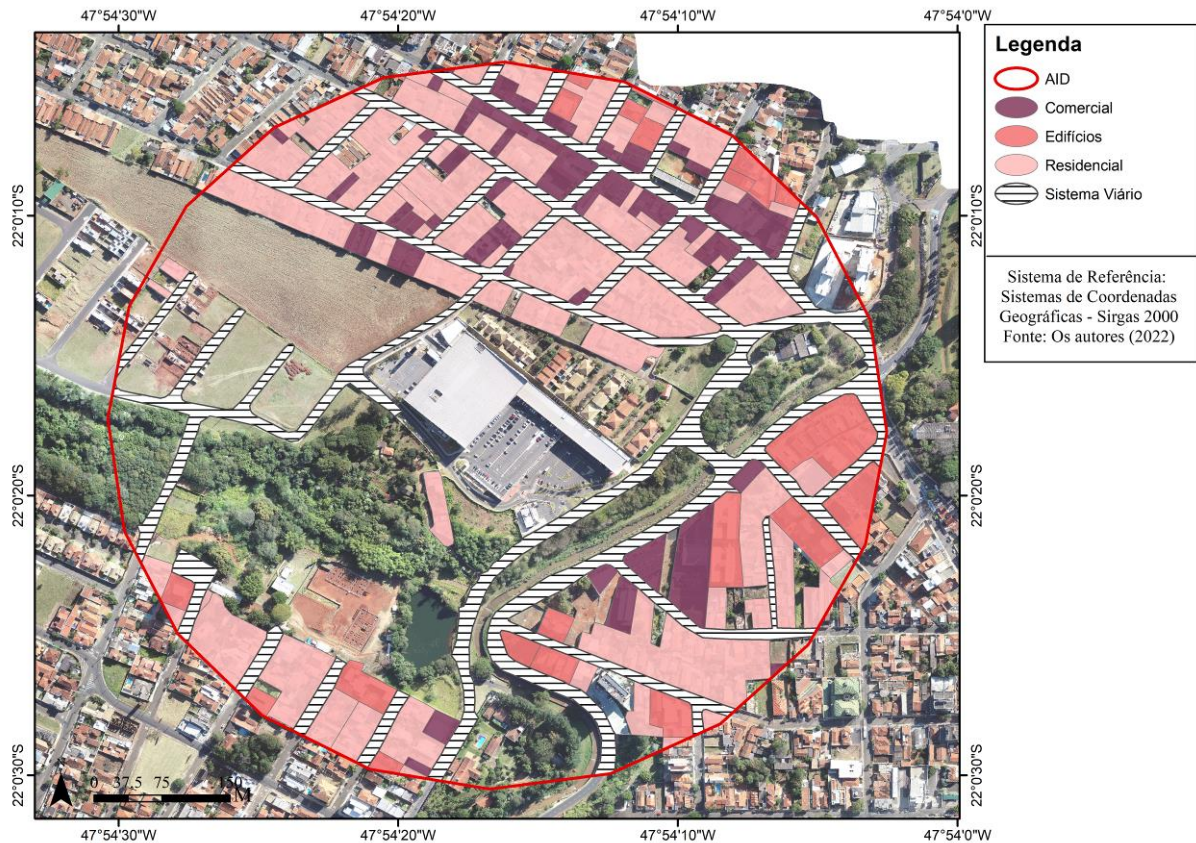 47°54'30"W
47°54'20"W
47°54'10"W
47°54'0"W
Legenda
AID
Comercial
Edifícios
Residencial
Sistema Viário
Sistema de Referência:
Sistemas de Coordenadas
Geográficas - Sirgas 2000
Fonte: Os autores (2022)
22°0'10"S
22°0'10"S
22°0'20"S
22°0'20"S
22°0'30"S
22°0'30"S
0 37,5 75 150
M
47°54'30"W
47°54'20"W
47°54'10"W
47°54'0"W